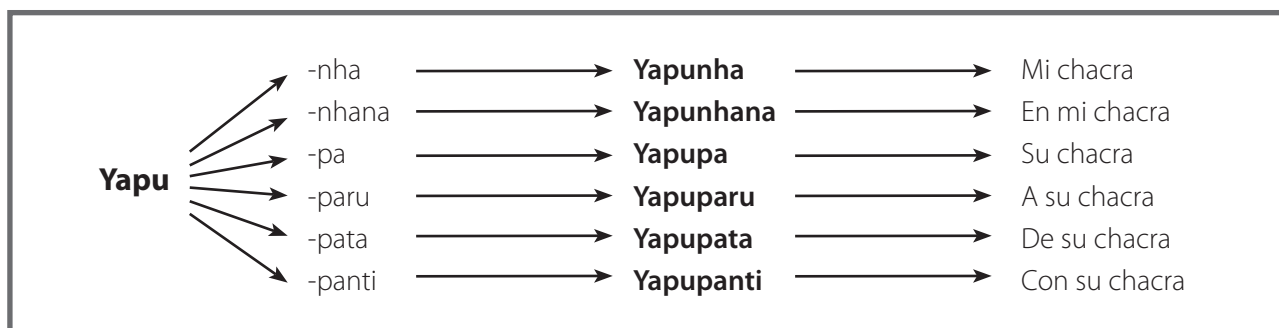 -nha Yapunha Mi chacra
-nhana Yapunhana En mi chacra
-pa Yapupa Su chacra
Yapu
-paru Yapuparu A su chacra
-pata Yapupata De su chacra
-panti Yapupanti Con su chacra